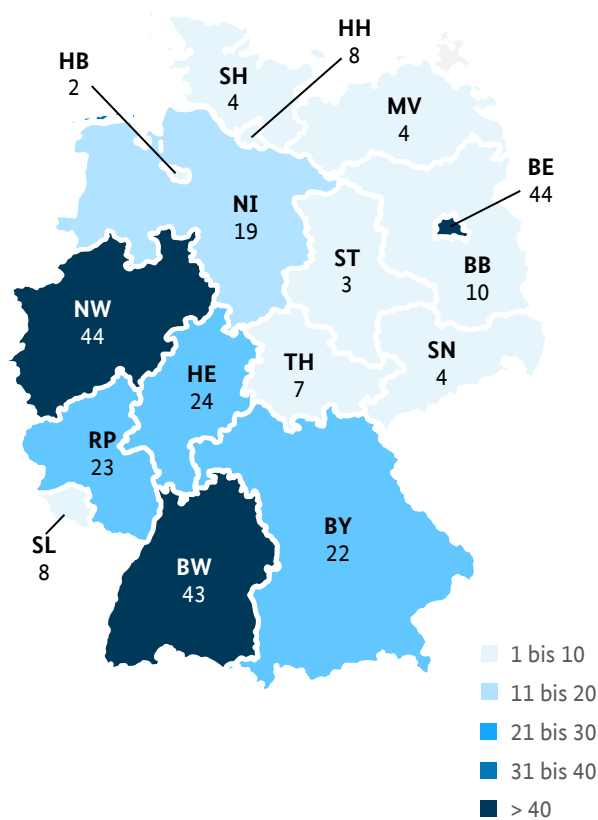 HH
8
HB
2
SH
4
MV
4
BE
44
NI
19
ST
3
BB
10
NW
44
HE
24
TH
7
SN
4
RP
23
SL
8
BW
43
BY
22
1 bis 10
11 bis 20
21 bis 30
31 bis 40
> 40